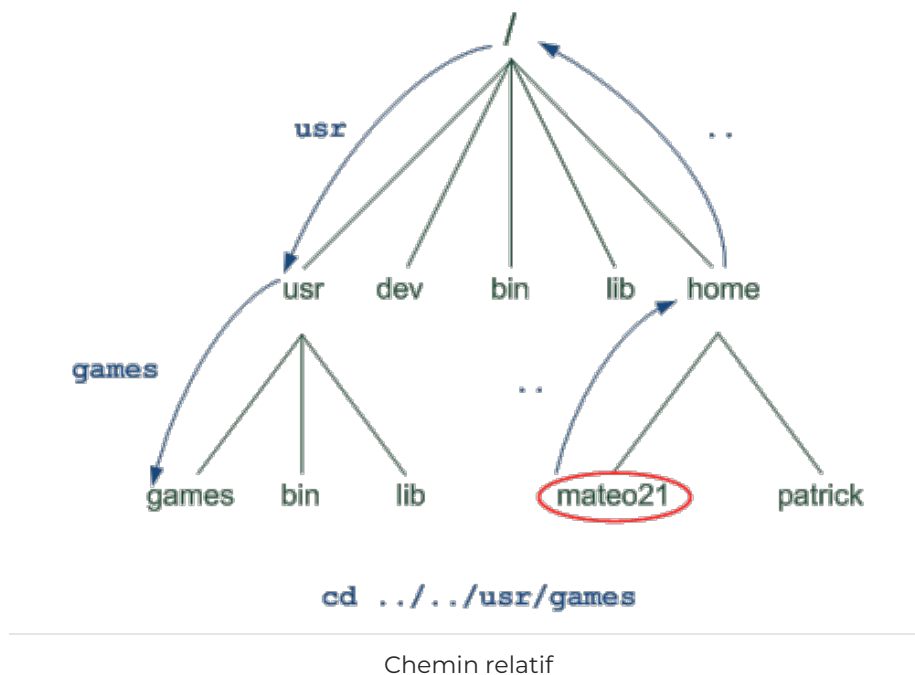 /
usr
..
usr dev bin lib home
games
..
games bin lib mateo21 patrick
cd ../../usr/games
Chemin relatif